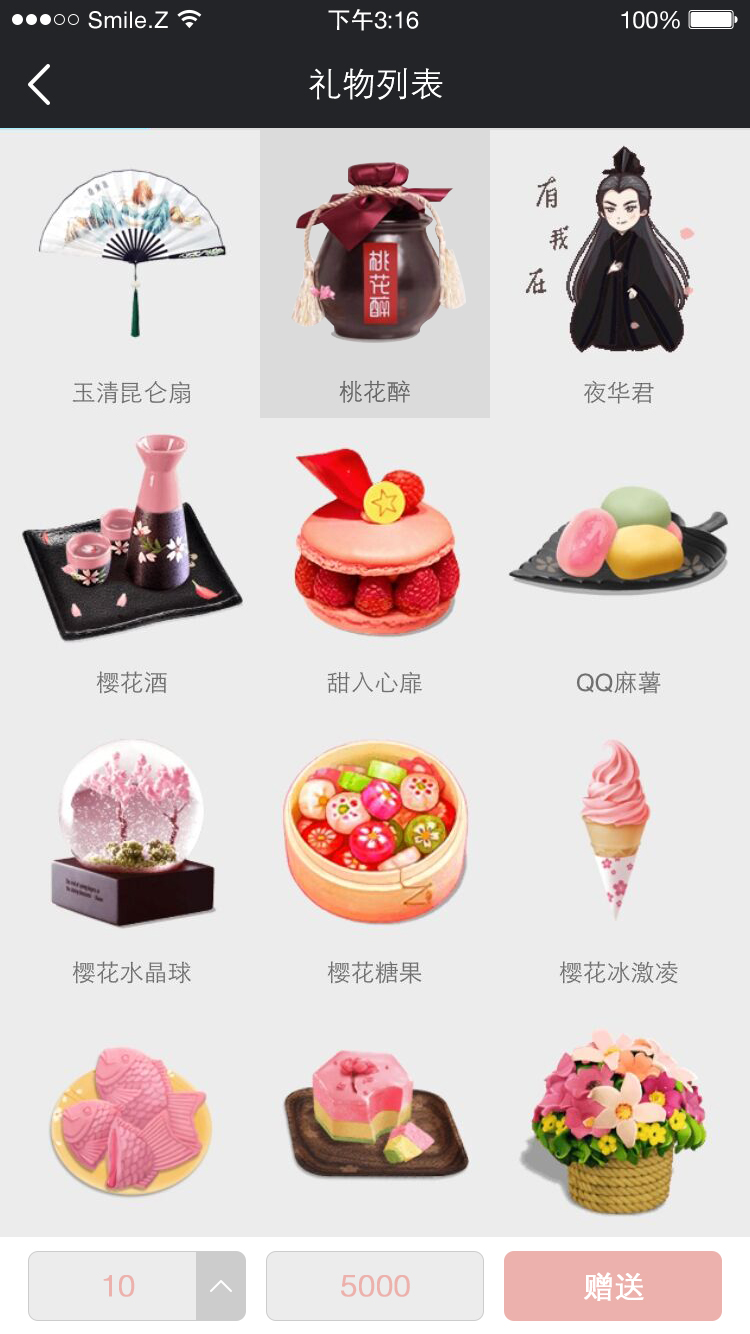 Smile.Z 下午3:16 100%
礼物列表
桃花醉
有我在
玉清昆仑扇 桃花醉 夜华君
樱花酒 甜入心扉 QQ麻薯
樱花水晶球 樱花糖果 樱花冰激凌
10 5000 赠送